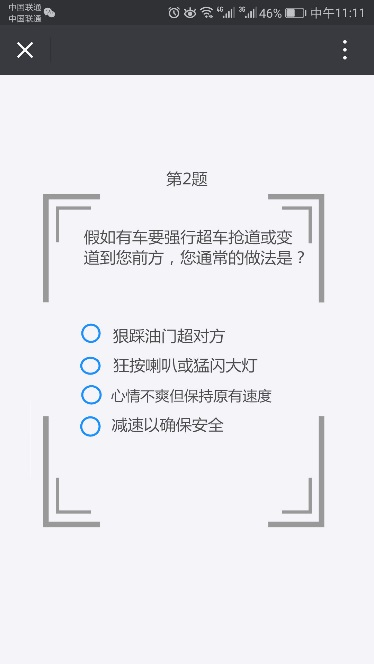 中国联通
中国联通
4G
3G
46%
中午11:11
第2题
假如有车要强行超车抢道或变
道到您前方，您通常的做法是？
狠踩油门超对方
狂按喇叭或猛闪大灯
心情不爽但保持原有速度
减速以确保安全